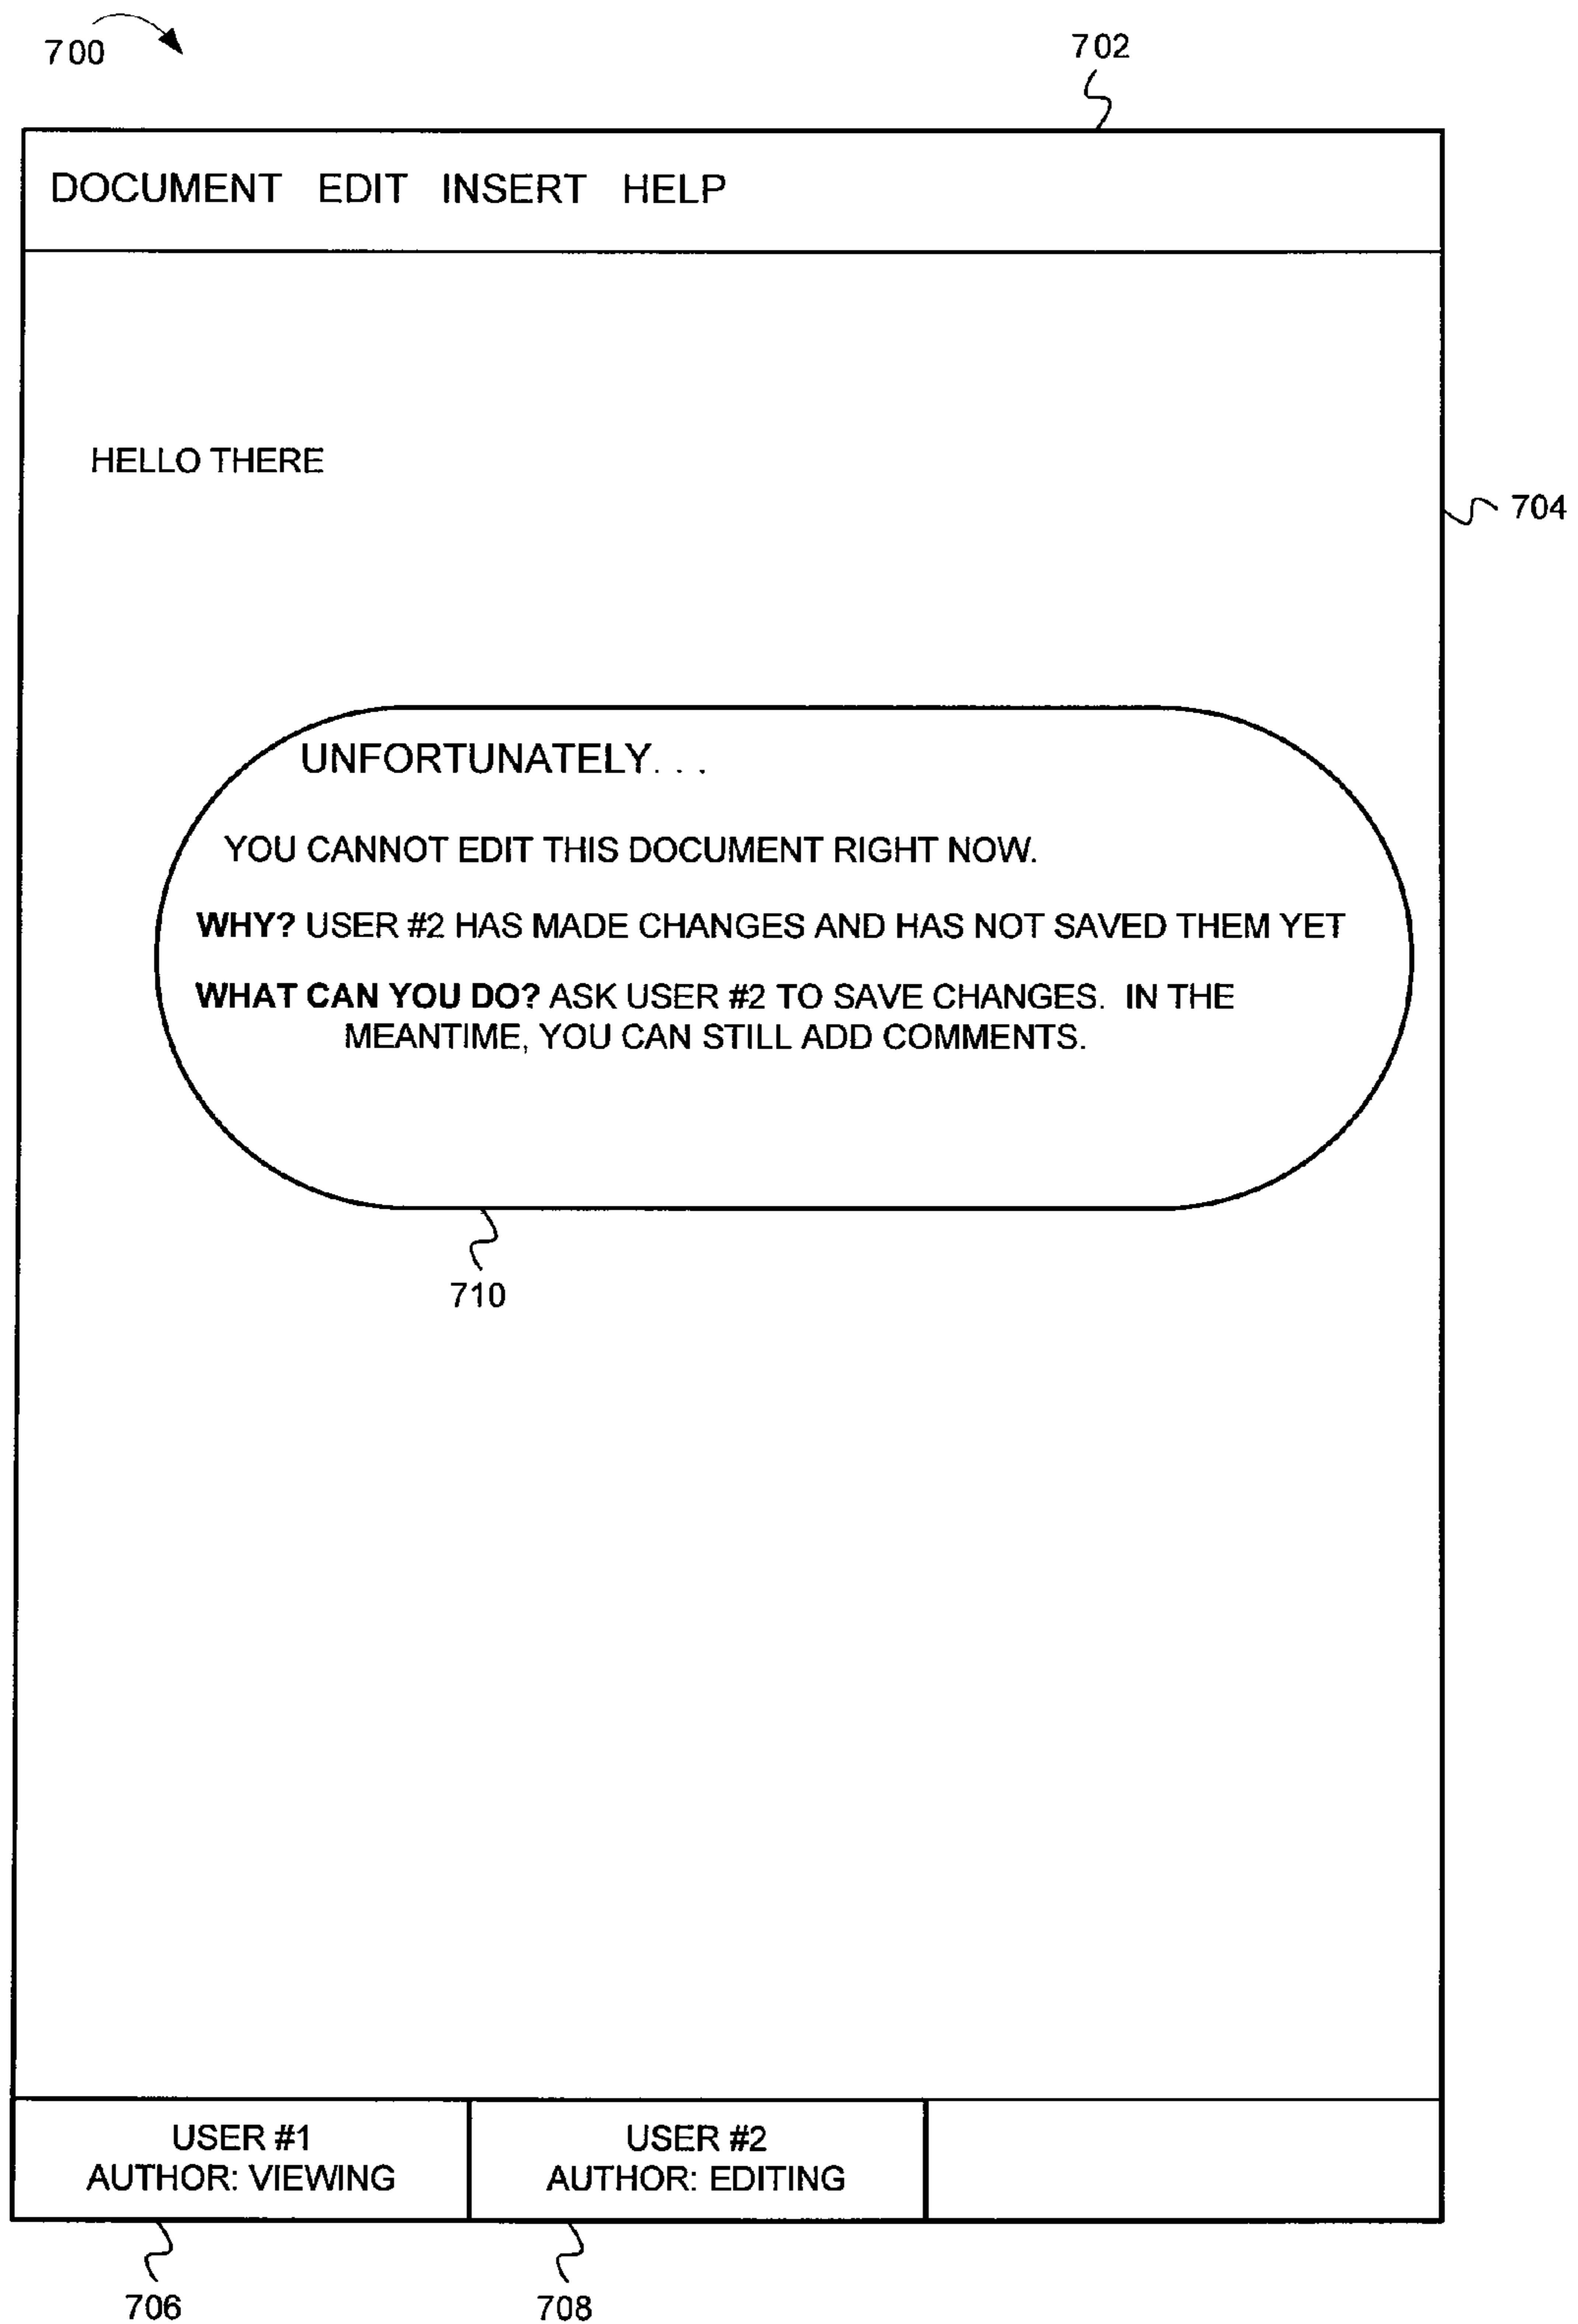 700
702
DOCUMENT EDIT INSERT HELP
HELLO THERE
704
UNFORTUNATELY. . .
YOU CANNOT EDIT THIS DOCUMENT RIGHT NOW.
WHY? USER #2 HAS MADE CHANGES AND HAS NOT SAVED THEM YET
WHAT CAN YOU DO? ASK USER #2 TO SAVE CHANGES. IN THE
MEANTIME, YOU CAN STILL ADD COMMENTS.
710
USER #1
AUTHOR: VIEWING
USER #2
AUTHOR: EDITING
706
708